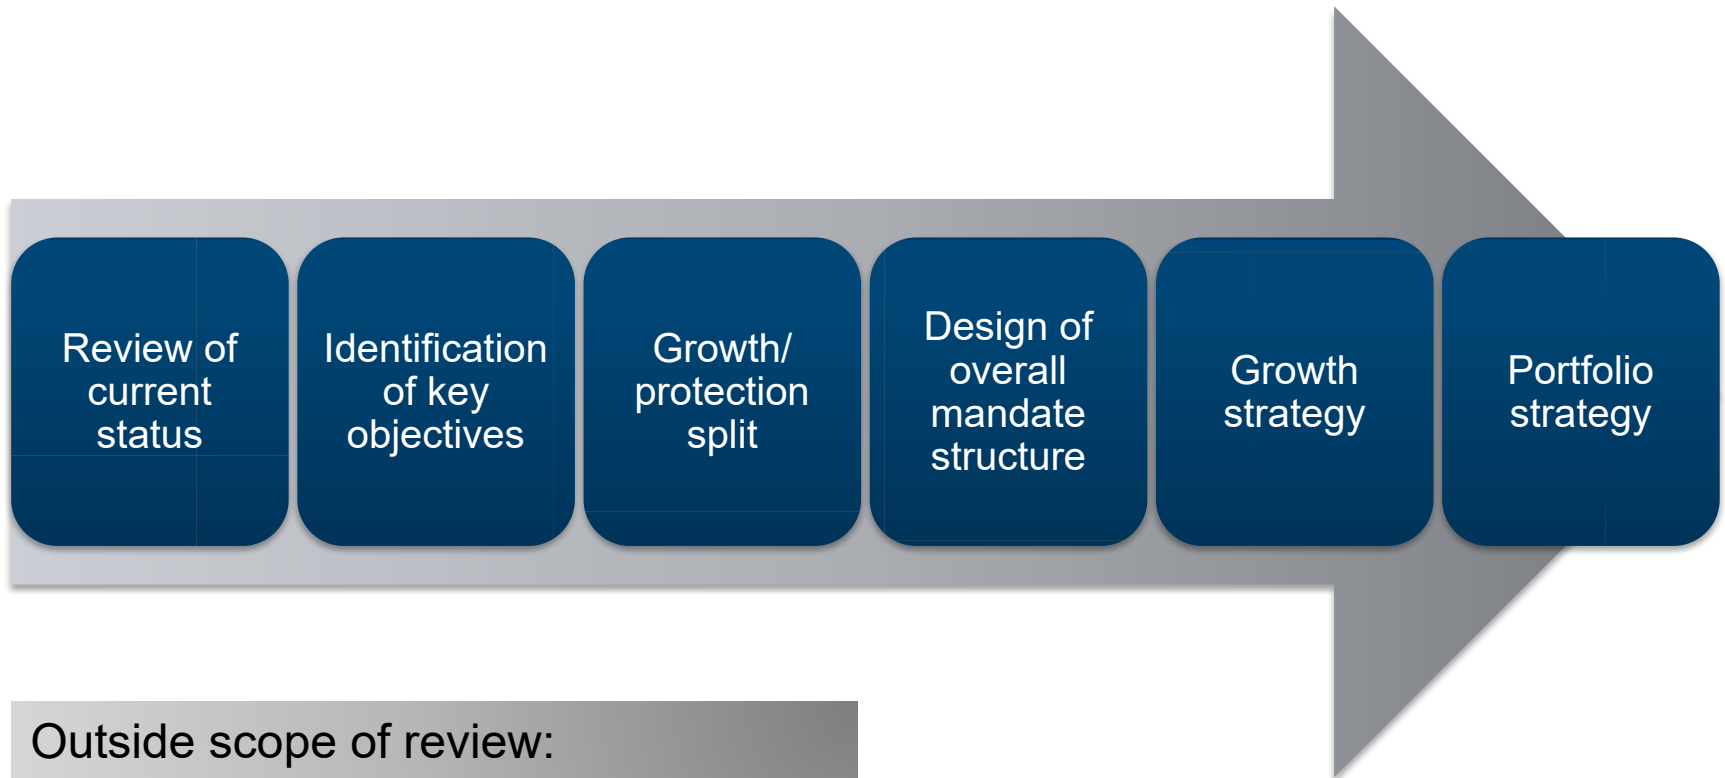 Review of
current
status
Identification
of key
objectives
Growth/
protection
split
Design of
overall
mandate
structure
Growth
strategy
Portfolio
strategy
Outside scope of review: